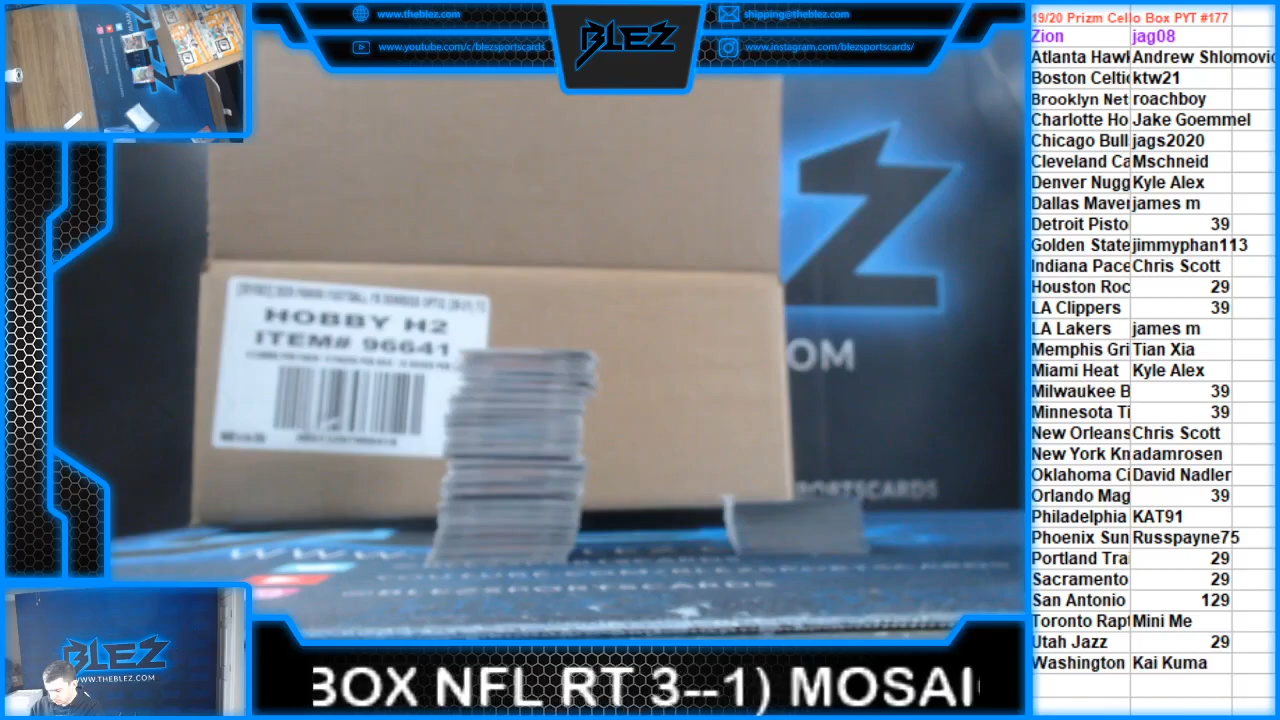 www.theblez.com
www.youtube.com/c/blezsportscards
BLEZ
shipping@theblez.com
www.instagram.com/blezsportscards/
19/20 Prizm Cello Box PYT #177
Zion jag08
Atlanta Hawk Andrew Shlomovic
Boston Celtic ktw21
Brooklyn Net roachboy
Charlotte Ho Jake Goemmel
Chicago Bull jags2020
Cleveland Ca Mschneid
Denver Nugg Kyle Alex
Dallas Maver james m
Detroit Pisto 39
Golden State jimmyphan113
Indiana Pace Chris Scott
Houston Roc 29
LA Clippers 39
LA Lakers james m
Memphis Gri Tian Xia
Miami Heat Kyle Alex
Milwaukee B 39
Minnesota Ti 39
New Orleans Chris Scott
New York Kn adamrosen
Oklahoma Ci David Nadler
Orlando Mag 39
Philadelphia KAT91
Phoenix Sun Russpayne75
Portland Tra 29
Sacramento 29
San Antonio 129
Toronto Rapt Mini Me
Utah Jazz 29
Washington Kai Kuma
HOBBY H2
ITEM# 96641
.COM
SPORTSCARDS
BLEZ
WWW.THEBLEZ.COM
BOX NFL RT 3--1) MOSAI